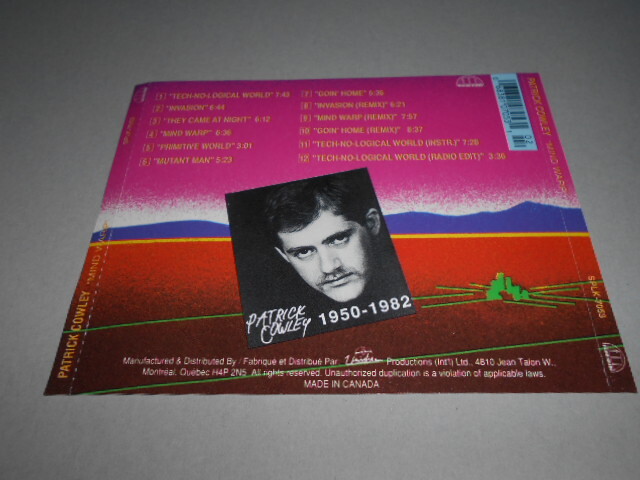 1 "TECH-NO-LOGICAL WORLD" 7:43
2 "INVASION" 6:44
3 "THEY CAME AT NIGHT" 6:12
4 "MIND WARP" 6:36
5 "PRIMITIVE WORLD" 3:01
6 "MUTANT MAN" 5:23
7 "GOIN' HOME" 5:35
8 "INVASION (REMIX)" 6:21
9 "MIND WARP (REMIX)" 7:57
10 "GOIN' HOME (REMIX)" 8:37
11 "TECH-NO-LOGICAL WORLD (INSTR.)" 7:28
12 "TECH-NO-LOGICAL WORLD (RADIO EDIT)" 3:36
PATRICK COWLEY 1950-1982
Manufactured & Distributed By / Fabriqué et Distribué Par: Unidisc Productions (Int'l) Ltd., 4810 Jean Talon W.,
Montréal, Québec H4P 2N5. All rights reserved. Unauthorized duplication is a violation of applicable laws.
MADE IN CANADA
PATRICK COWLEY "MIND WARP"
PATRICK COWLEY "MIND WARP"